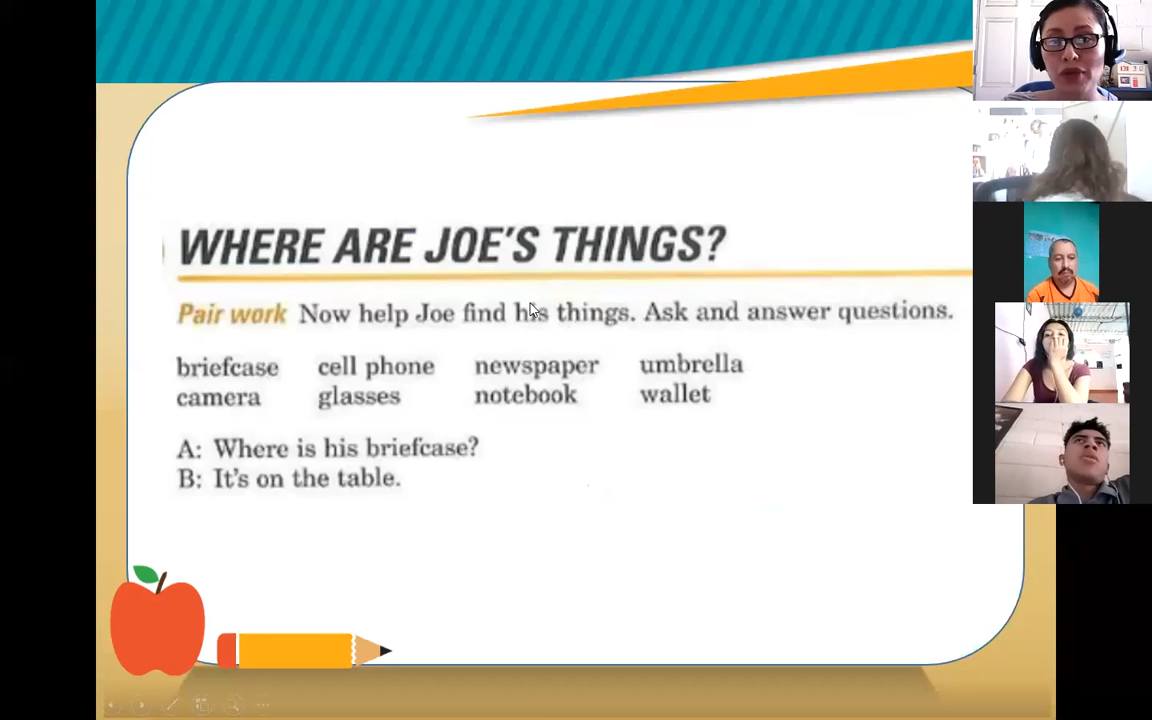 WHERE ARE JOE'S THINGS?
Pair work Now help Joe find his things. Ask and answer questions.
briefcase cell phone newspaper umbrella
camera glasses notebook wallet
A: Where is his briefcase?
B: It's on the table.